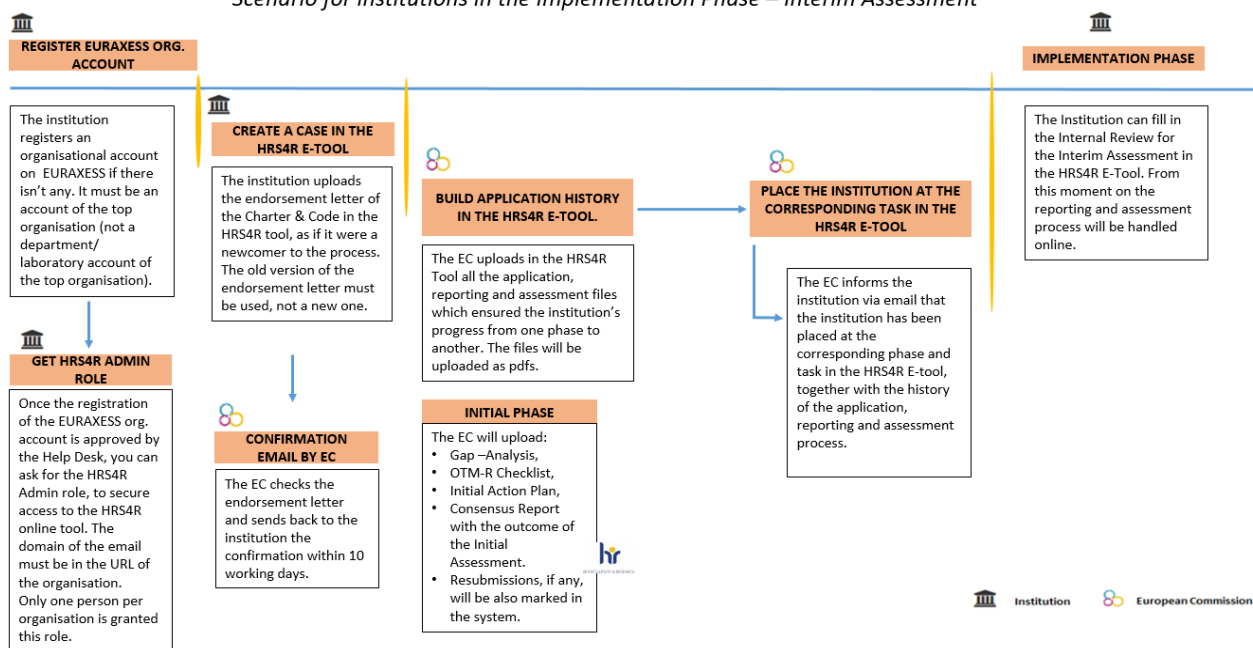 Scenario for Institutions in the Implementation Phase – Interim Assessment
REGISTER EURAXESS ORG.
ACCOUNT
The institution
registers an
organisational account
on EURAXESS if there
isn't any. It must be an
account of the top
organisation (not a
department/
laboratory account of
the top organisation).
GET HRS4R ADMIN
ROLE
Once the registration
of the EURAXESS org.
account is approved by
the Help Desk, you can
ask for the HRS4R
Admin role, to secure
access to the HRS4R
online tool. The
domain of the email
must be in the URL of
the organisation.
Only one person per
organisation is granted
this role.
CREATE A CASE IN THE
HRS4R E-TOOL
The institution uploads
the endorsement letter
of the Charter & Code in the
HRS4R tool, as if it were a
newcomer to the process.
The old version of the
endorsement letter must
be used, not a new one.
CONFIRMATION
EMAIL BY EC
The EC checks the
endorsement letter
and sends back to the
institution the
confirmation within 10
working days.
BUILD APPLICATION HISTORY
IN THE HRS4R E-TOOL.
The EC uploads in the HRS4R
Tool all the application,
reporting and assessment files
which ensured the institution's
progress from one phase to
another. The files will be
uploaded as pdfs.
INITIAL PHASE
The EC will upload:
• Gap –Analysis,
• OTM-R Checklist,
• Initial Action Plan,
• Consensus Report
with the outcome of
the Initial
Assessment.
• Resubmissions, if any,
will be also marked in
the system.
hr
PLACE THE INSTITUTION AT THE
CORRESPONDING TASK IN THE
HRS4R E-TOOL
The EC informs the
institution via email that
the institution has been
placed at the
corresponding phase and
task in the HRS4R E-tool,
together with the history
of the application,
reporting and assessment
process.
IMPLEMENTATION PHASE
The Institution can fill in
the Internal Review for
the Interim Assessment in
the HRS4R E-Tool. From
this moment on the
reporting and assessment
process will be handled
online.
Institution
European Commission